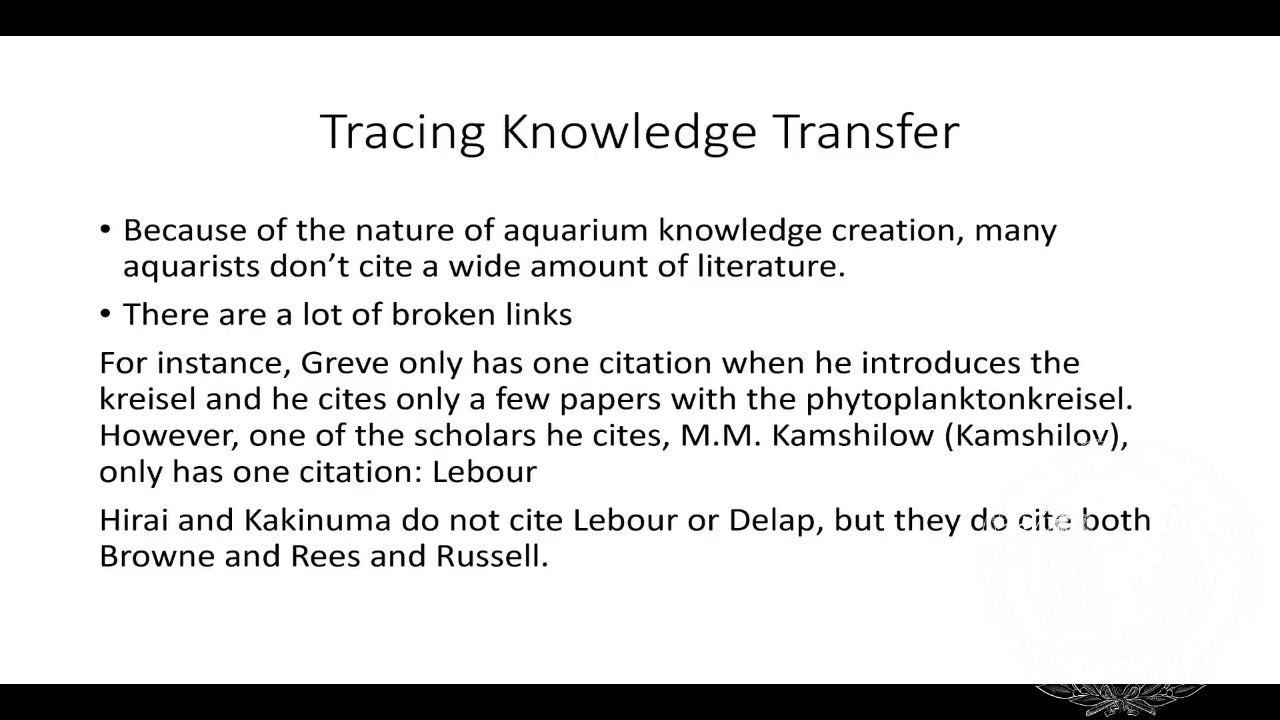 Tracing Knowledge Transfer
• Because of the nature of aquarium knowledge creation, many
aquarists don’t cite a wide amount of literature.
• There are a lot of broken links
For instance, Greve only has one citation when he introduces the
kreisel and he cites only a few papers with the phytoplanktonkreisel.
However, one of the scholars he cites, M.M. Kamshilow (Kamshilov),
only has one citation: Lebour
Hirai and Kakinuma do not cite Lebour or Delap, but they do cite both
Browne and Rees and Russell.